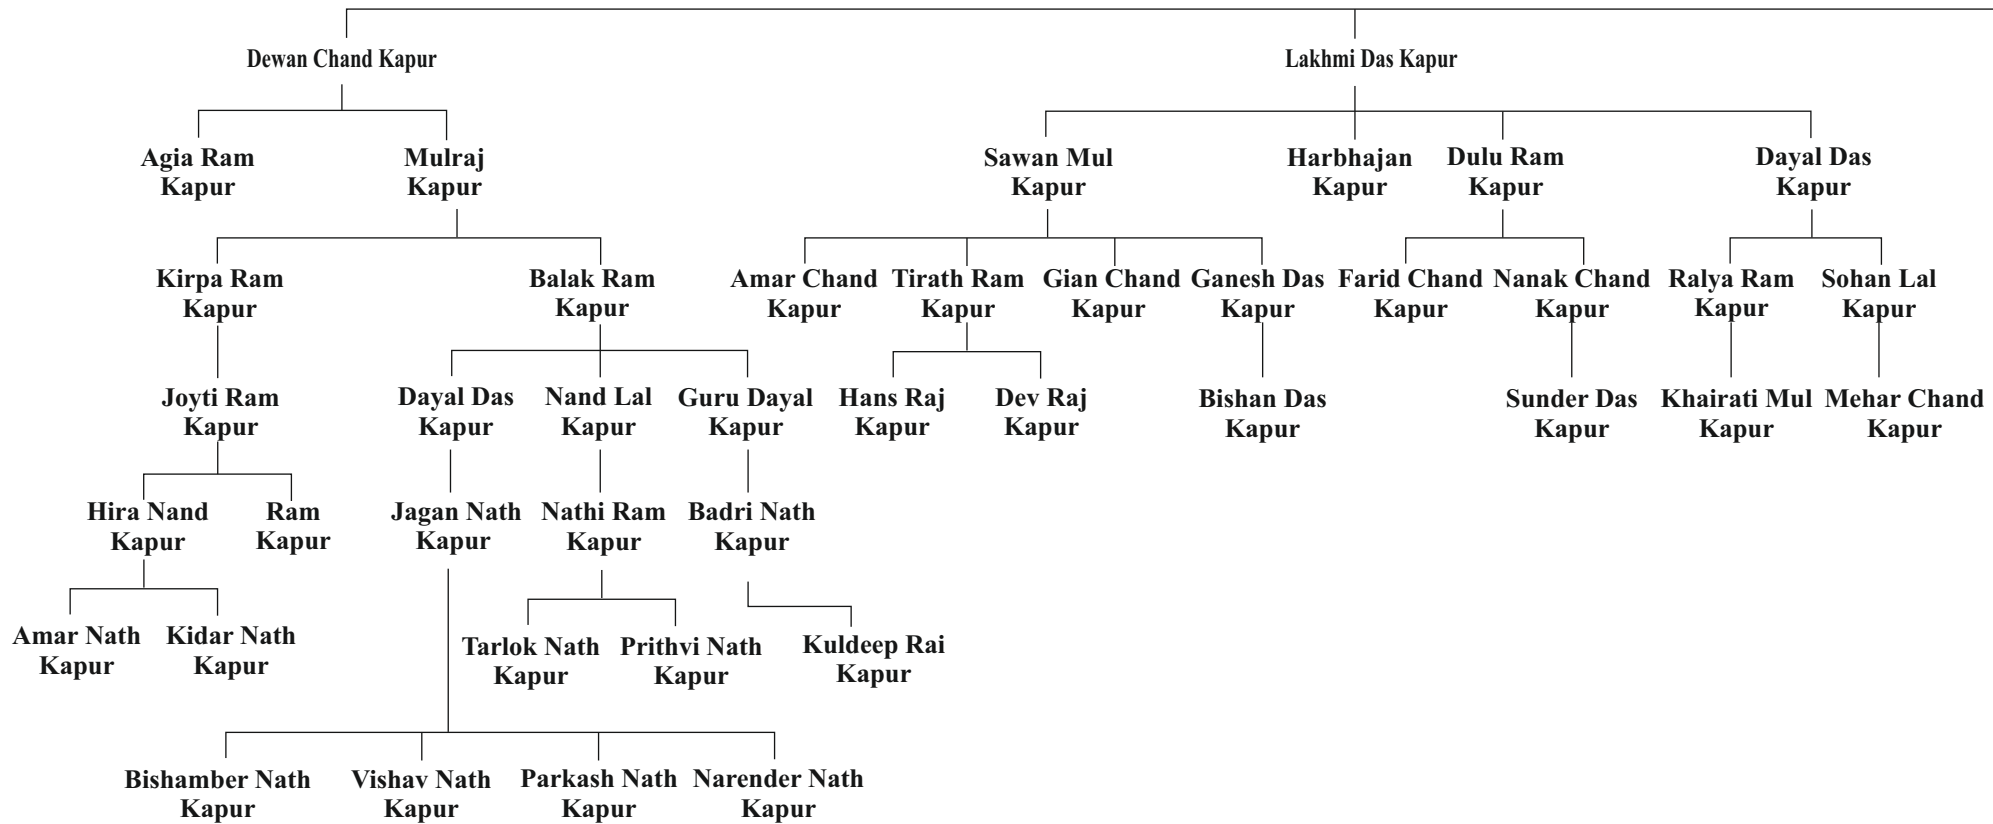 Dewan Chand Kapur
Lakhmi Das Kapur
Agia Ram
Kapur
Mulraj
Kapur
Sawan Mul
Kapur
Harbhajan
Kapur
Dulu Ram
Kapur
Dayal Das
Kapur
Kirpa Ram
Kapur
Balak Ram
Kapur
Amar Chand
Kapur
Tirath Ram
Kapur
Gian Chand
Kapur
Ganesh Das
Kapur
Farid Chand
Kapur
Nanak Chand
Kapur
Ralya Ram
Kapur
Sohan Lal
Kapur
Joyti Ram
Kapur
Dayal Das
Kapur
Nand Lal
Kapur
Guru Dayal
Kapur
Hans Raj
Kapur
Dev Raj
Kapur
Bishan Das
Kapur
Sunder Das
Kapur
Khairati Mul
Kapur
Mehar Chand
Kapur
Hira Nand
Kapur
Ram
Kapur
Jagan Nath
Kapur
Nathi Ram
Kapur
Badri Nath
Kapur
Amar Nath
Kapur
Kidar Nath
Kapur
Tarlok Nath
Kapur
Prithvi Nath
Kapur
Kuldeep Rai
Kapur
Bishamber Nath
Kapur
Vishav Nath
Kapur
Parkash Nath
Kapur
Narender Nath
Kapur